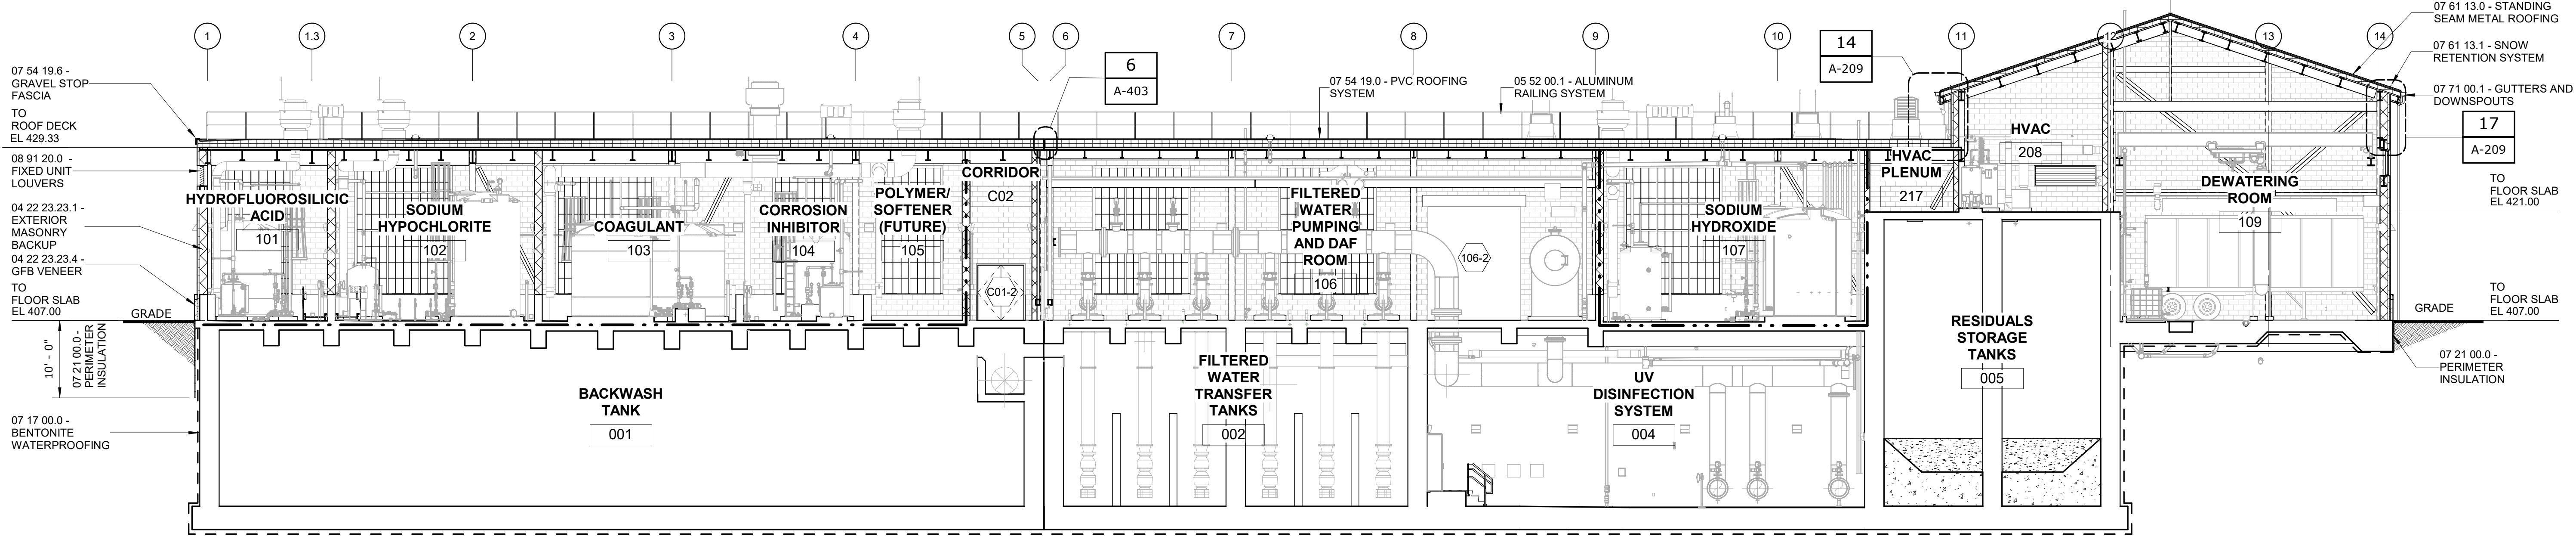 1
1.3
2
3
4
5
6
7
8
9
10
11
12
13
14
07 54 19.6 -
GRAVEL STOP
FASCIA
TO
ROOF DECK
EL 429.33
08 91 20.0 -
FIXED UNIT
LOUVERS
04 22 23.23.1 -
EXTERIOR
MASONRY
BACKUP
04 22 23.23.4 -
GFB VENEER
TO
FLOOR SLAB
EL 407.00
GRADE
10' - 0"
07 21 00.0 -
PERIMETER
INSULATION
07 17 00.0 -
BENTONITE
WATERPROOFING
6
A-403
07 54 19.0 - PVC ROOFING
SYSTEM
05 52 00.1 - ALUMINUM
RAILING SYSTEM
14
A-209
07 61 13.0 - STANDING
SEAM METAL ROOFING
07 61 13.1 - SNOW
RETENTION SYSTEM
07 71 00.1 - GUTTERS AND
DOWNSPOUTS
17
A-209
TO
FLOOR SLAB
EL 421.00
TO
FLOOR SLAB
EL 407.00
GRADE
07 21 00.0 -
PERIMETER
INSULATION
HYDROFLUOROSILICIC
ACID
101
SODIUM
HYPOCHLORITE
102
COAGULANT
103
CORROSION
INHIBITOR
104
POLYMER/
SOFTENER
(FUTURE)
105
CORRIDOR
C02
C01-2
FILTERED
WATER
PUMPING
AND DAF
ROOM
106
106-2
SODIUM
HYDROXIDE
107
HVAC
PLENUM
217
HVAC
208
DEWATERING
ROOM
109
BACKWASH
TANK
001
FILTERED
WATER
TRANSFER
TANKS
002
UV
DISINFECTION
SYSTEM
004
RESIDUALS
STORAGE
TANKS
005